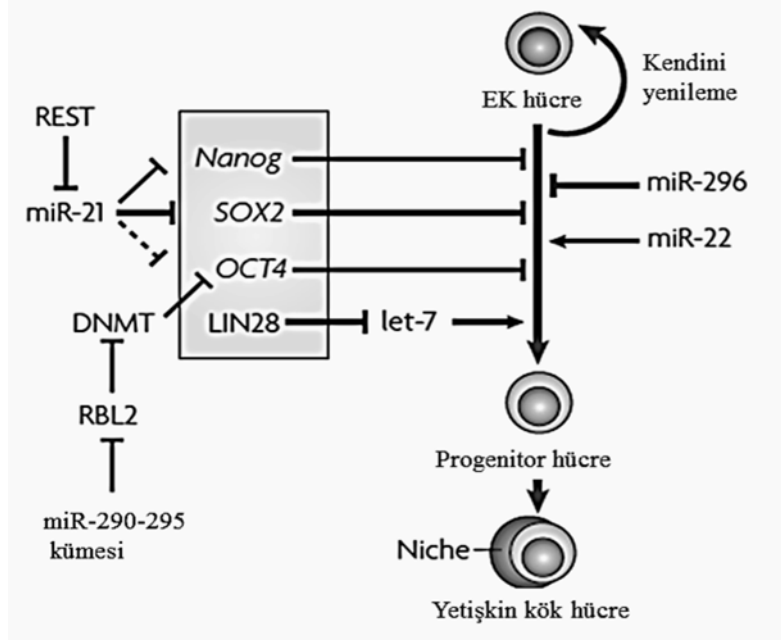 EK hücre
Kendini
yenileme
REST
miR-21
Nanog
SOX2
OCT4
LIN28
let-7
miR-296
miR-22
DNMT
RBL2
miR-290-295
kümesi
Progenitor hücre
Niche
Yetişkin kök hücre